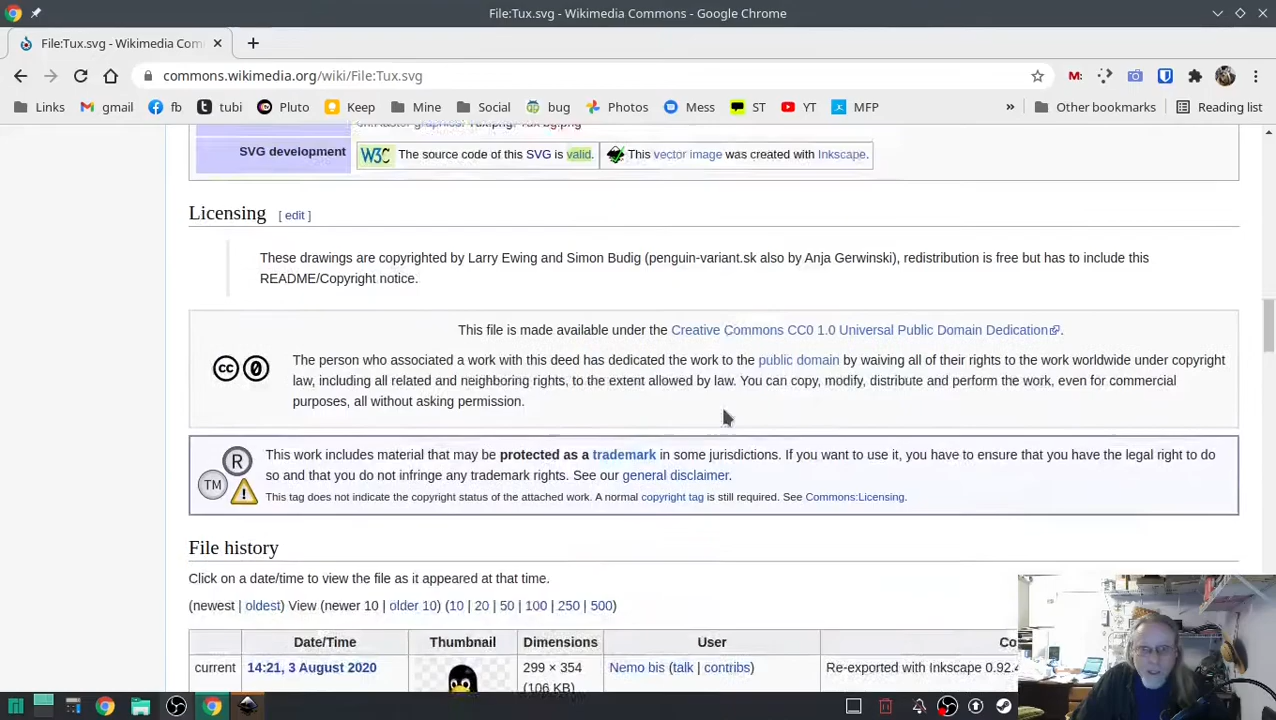 File:Tux.svg - Wikimedia Commons - Google Chrome
File:Tux.svg - Wikimedia Com
commons.wikimedia.org/wiki/File:Tux.svg
Links gmail fb tubi Pluto Keep Mine Social bug Photos Mess ST YT MFP » Other bookmarks Reading list
SVG development W3C The source code of this SVG is valid. This vector image was created with Inkscape.
Licensing [ edit ]
These drawings are copyrighted by Larry Ewing and Simon Budig (penguin-variant.sk also by Anja Gerwinski), redistribution is free but has to include this
README/Copyright notice.
This file is made available under the Creative Commons CC0 1.0 Universal Public Domain Dedication.
The person who associated a work with this deed has dedicated the work to the public domain by waiving all of their rights to the work worldwide under copyright
law, including all related and neighboring rights, to the extent allowed by law. You can copy, modify, distribute and perform the work, even for commercial
purposes, all without asking permission.
This work includes material that may be protected as a trademark in some jurisdictions. If you want to use it, you have to ensure that you have the legal right to do
so and that you do not infringe any trademark rights. See our general disclaimer.
This tag does not indicate the copyright status of the attached work. A normal copyright tag is still required. See Commons:Licensing.
File history
Click on a date/time to view the file as it appeared at that time.
(newest | oldest) View (newer 10 | older 10) (10 | 20 | 50 | 100 | 250 | 500)
Date/Time Thumbnail Dimensions User Co
current 14:21, 3 August 2020 299 × 354 Nemo bis (talk | contribs) Re-exported with Inkscape 0.92.4
(106 KB)